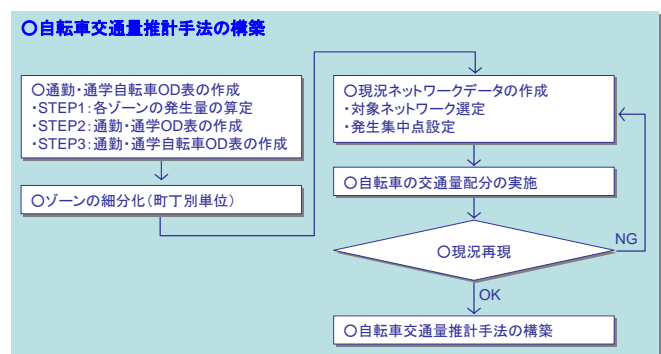 ○自転車交通量推計手法の構築
○通勤・通学自転車OD表の作成
・STEP1:各ゾーンの発生量の算定
・STEP2:通勤・通学OD表の作成
・STEP3:通勤・通学自転車OD表の作成
○ゾーンの細分化(町丁別単位)
○現況ネットワークデータの作成
・対象ネットワーク選定
・発生集中点設定
○自転車の交通量配分の実施
○現況再現
NG
OK
○自転車交通量推計手法の構築